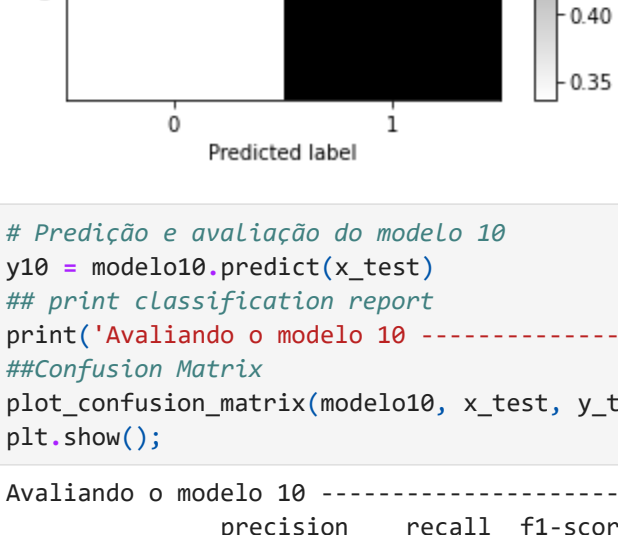 0.40
0.35
0 1
Predicted label
# Predição e avaliação do modelo 10
y10 = modelo10.predict(x_test)
## print classification report
print('Avaliando o modelo 10 --------------
##Confusion Matrix
plot_confusion_matrix(modelo10, x_test, y_t
plt.show();
Avaliando o modelo 10 ---------------------
precision recall f1-scor